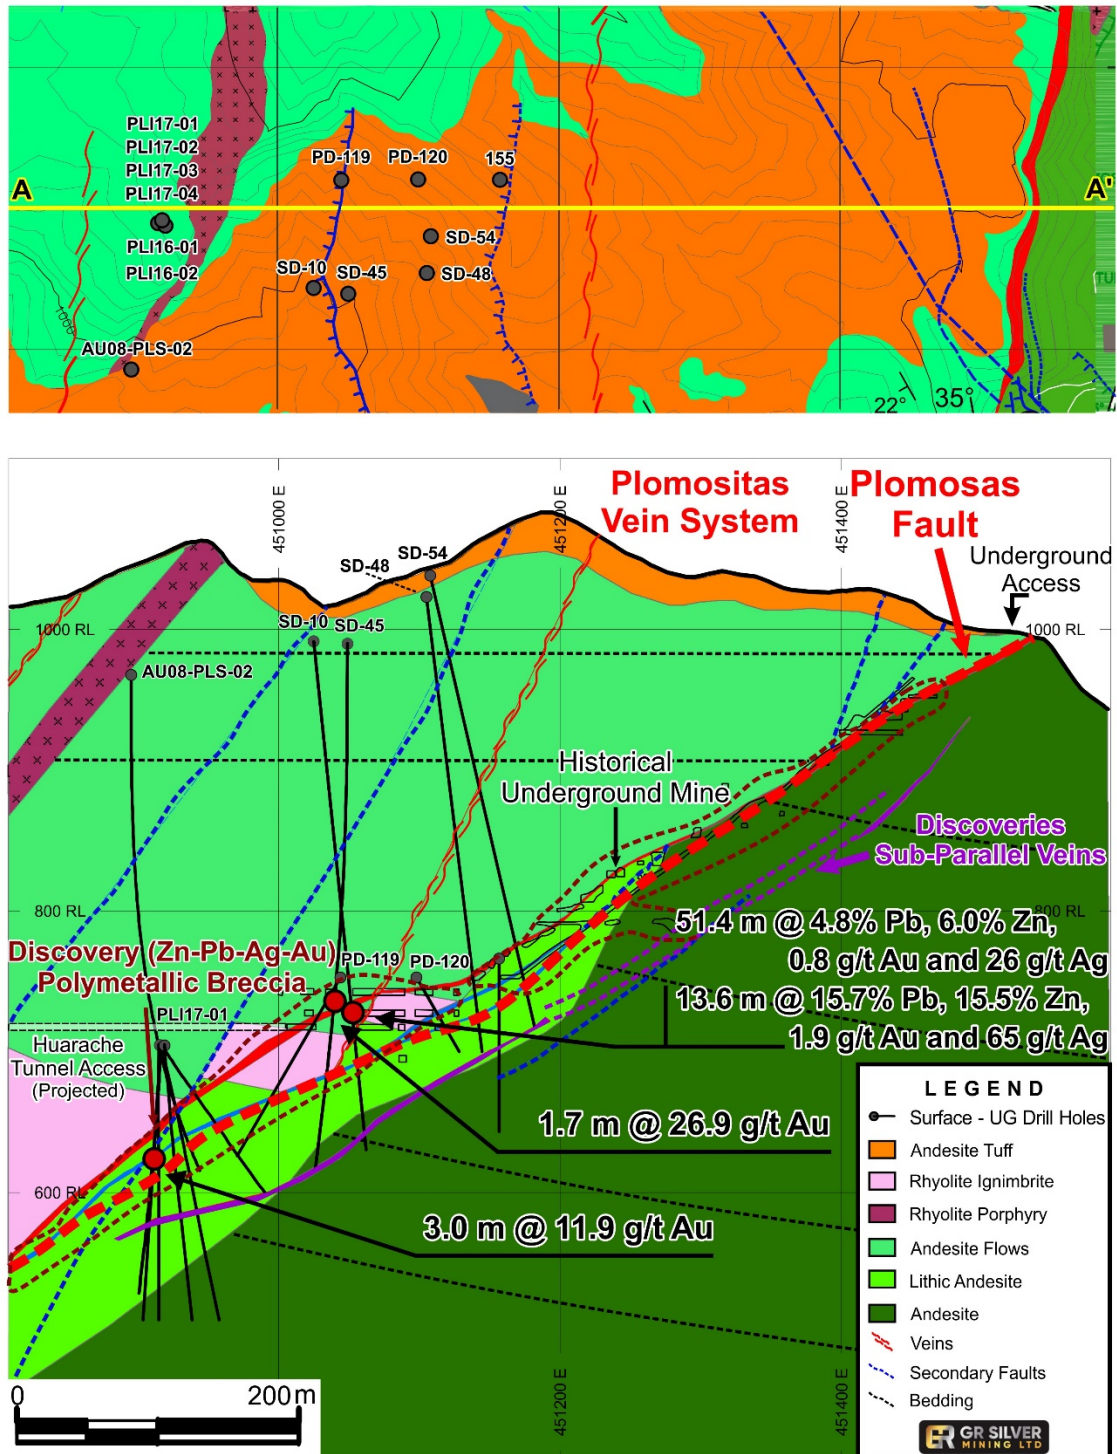 PLI17-01
PLI17-02
PLI17-03
PLI17-04
PD-119
PD-120
155
A
A'
PLI16-01
PLI16-02
SD-54
SD-10
SD-45
SD-48
1000
AU08-PLS-02
22°
35°
451000 E
451200 E
451400 E
Plomositas
Vein System
Plomosas
Fault
Underground
Access
SD-54
SD-48
SD-10
SD-45
1000 RL
1000 RL
AU08-PLS-02
Historical
Underground Mine
Discoveries
Sub-Parallel Veins
800 RL
800 RL
51.4 m @ 4.8% Pb, 6.0% Zn,
0.8 g/t Au and 26 g/t Ag
Discovery (Zn-Pb-Ag-Au)
Polymetallic Breccia
PD-119
PD-120
13.6 m @ 15.7% Pb, 15.5% Zn,
1.9 g/t Au and 65 g/t Ag
PLI17-01
Huarache
Tunnel Access
(Projected)
1.7 m @ 26.9 g/t Au
600 RL
3.0 m @ 11.9 g/t Au
LEGEND
Surface - UG Drill Holes
Andesite Tuff
Rhyolite Ignimbrite
Rhyolite Porphyry
Andesite Flows
Lithic Andesite
Andesite
Veins
Secondary Faults
Bedding
GR SILVER
MINING LTD
0
200m
451200 E
451400 E